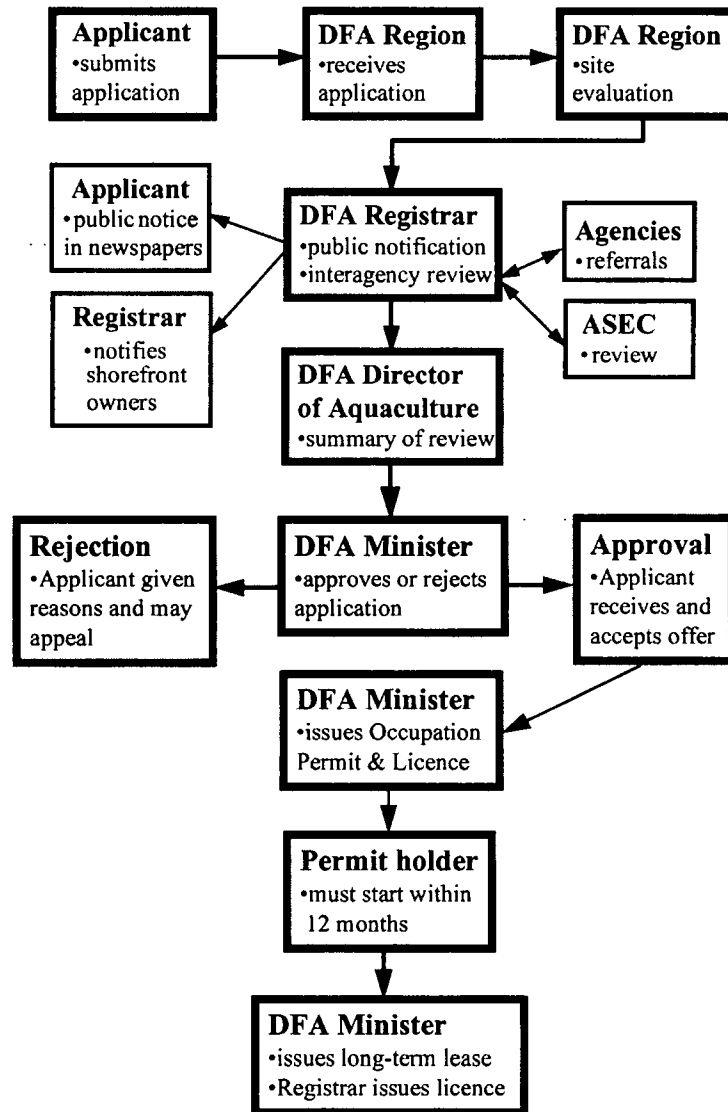 Applicant
•submits
application
DFA Region
•receives
application
DFA Region
•site
evaluation
Applicant
•public notice
in newspapers
DFA Registrar
•public notification
•interagency review
Agencies
•referrals
Registrar
•notifies
shorefront
owners
ASEC
•review
DFA Director
of Aquaculture
•summary of review
Rejection
•Applicant given
reasons and may
appeal
DFA Minister
•approves or rejects
application
Approval
•Applicant
receives and
accepts offer
DFA Minister
•issues Occupation
Permit & Licence
Permit holder
•must start within
12 months
DFA Minister
•issues long-term lease
•Registrar issues licence